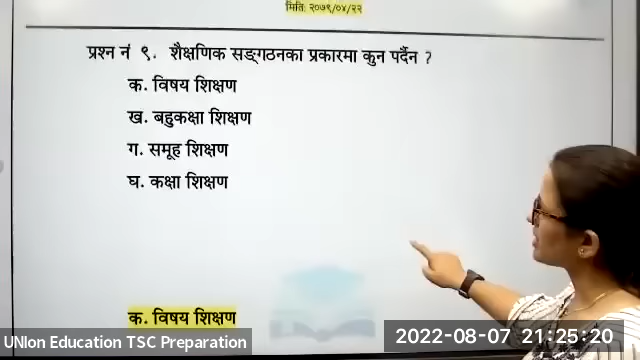 मिति: २०७९/०४/२२
प्रश्न नं ९. शैक्षणिक सङ्गठनका प्रकारमा कुन पर्दैन ?
क. विषय शिक्षण
ख. बहुकक्षा शिक्षण
ग. समूह शिक्षण
घ. कक्षा शिक्षण
क. विषय शिक्षण
UNIon Education TSC Preparation
2022-08-07 21:25:20